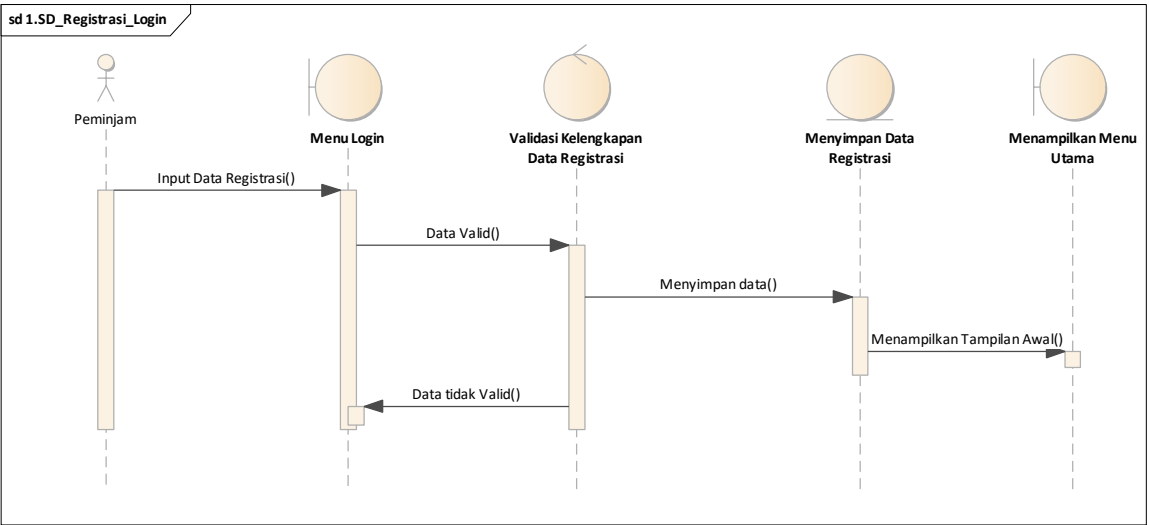 sd 1.SD_Registrasi_Login
Peminjam
Menu Login
Validasi Kelengkapan
Data Registrasi
Menyimpan Data
Registrasi
Menampilkan Menu
Utama
Input Data Registrasi()
Data Valid()
Menyimpan data()
Menampilkan Tampilan Awal()
Data tidak Valid()